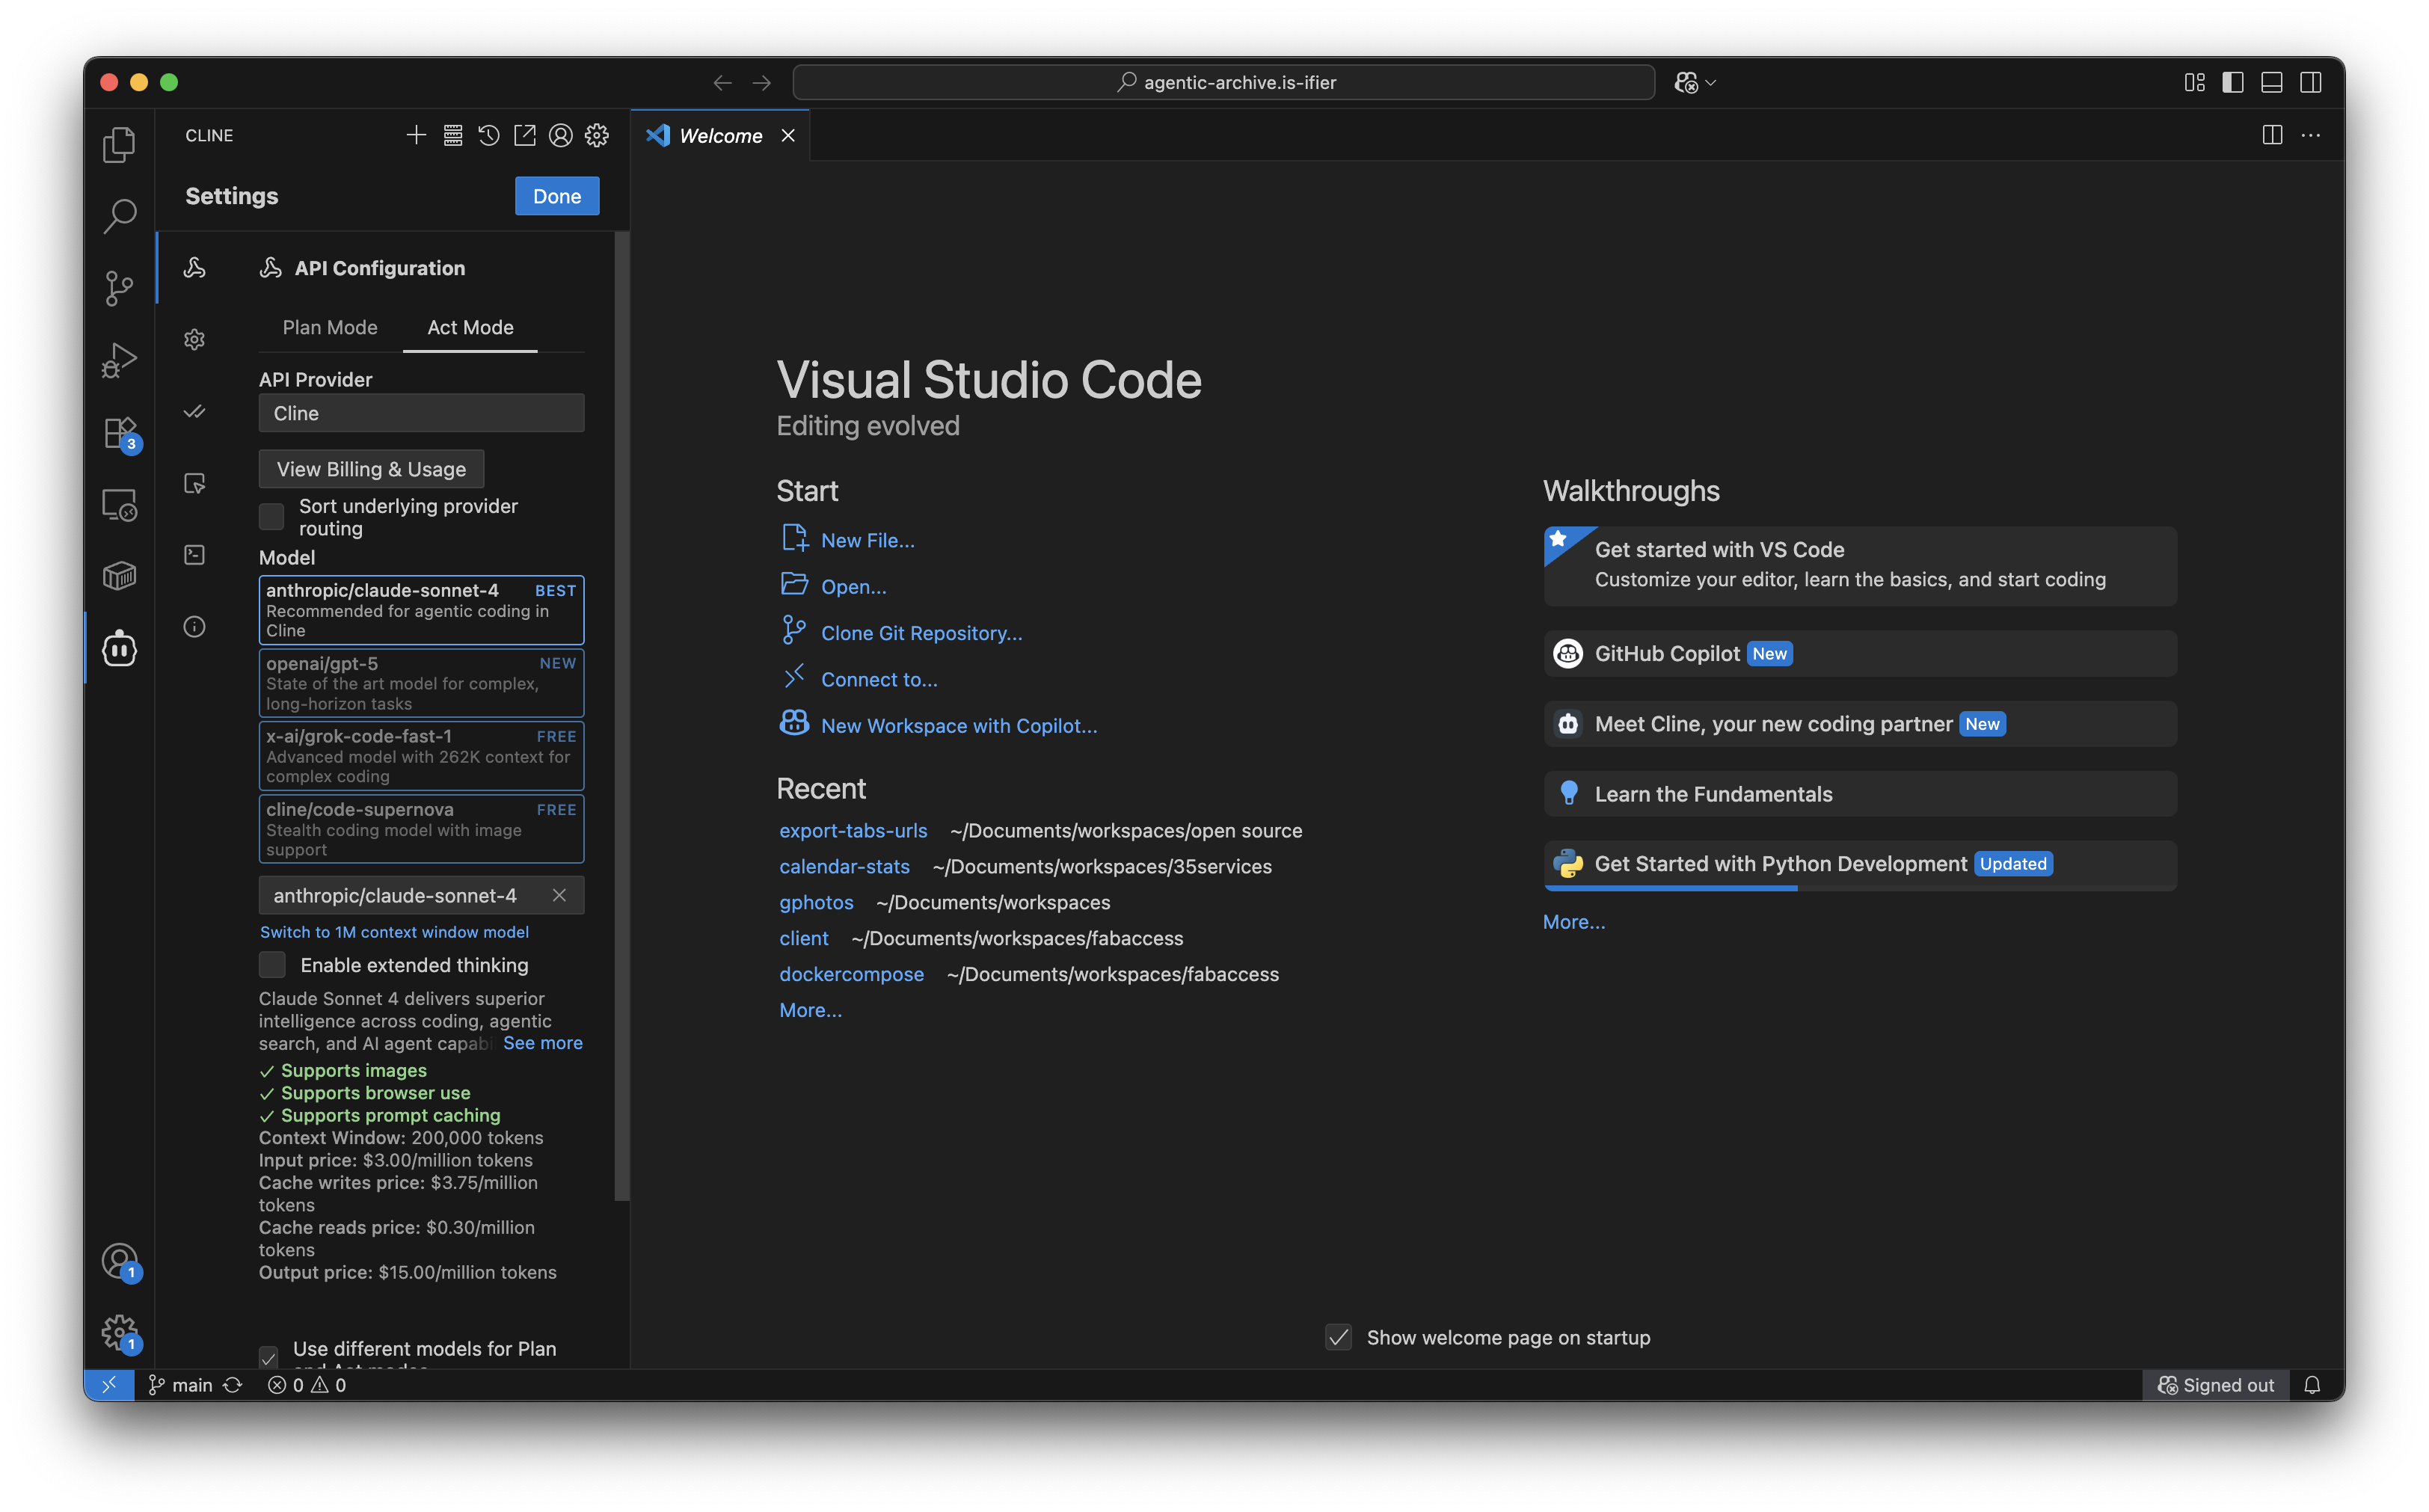 agentic-archive.is-ifier
CLINE
Settings
Done
API Configuration
Plan Mode
Act Mode
API Provider
Cline
View Billing & Usage
Sort underlying provider
routing
Model
anthropic/claude-sonnet-4 BEST
Recommended for agentic coding in
Cline
openai/gpt-5 NEW
State of the art model for complex,
long-horizon tasks
x-ai/grok-code-fast-1 FREE
Advanced model with 262K context for
complex coding
cline/code-supernova FREE
Stealth coding model with image
support
anthropic/claude-sonnet-4
Switch to 1M context window model
Enable extended thinking
Claude Sonnet 4 delivers superior
intelligence across coding, agentic
search, and AI agent capabi See more
Supports images
Supports browser use
Supports prompt caching
Context Window: 200,000 tokens
Input price: $3.00/million tokens
Cache writes price: $3.75/million
tokens
Cache reads price: $0.30/million
tokens
Output price: $15.00/million tokens
Use different models for Plan
and Act modes
3
1
1
Welcome
Visual Studio Code
Editing evolved
Start
New File...
Open...
Clone Git Repository...
Connect to...
New Workspace with Copilot...
Recent
export-tabs-urls ~/Documents/workspaces/open source
calendar-stats ~/Documents/workspaces/35services
gphotos ~/Documents/workspaces
client ~/Documents/workspaces/fabaccess
dockercompose ~/Documents/workspaces/fabaccess
More...
Walkthroughs
Get started with VS Code
Customize your editor, learn the basics, and start coding
GitHub Copilot New
Meet Cline, your new coding partner New
Learn the Fundamentals
Get Started with Python Development Updated
More...
Show welcome page on startup
main
0 0
Signed out